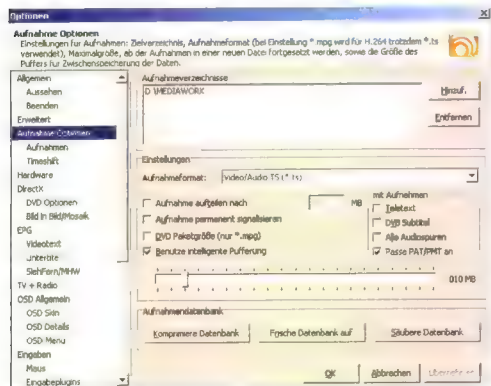 Optionen
Aufnahme Optionen
Einstellungen für Aufnahmen: Zielverzeichnis, Aufnahmeformat (bei Einstellung *.mpg wird für H.264 trotzdem *.ts
verwendet), Maximalgröße, ab der Aufnahmen in einer neuen Datei fortgesetzt werden, sowie die Größe des
Puffers für Zwischenspeicherung der Daten.
Allgemein
Aussehen
Beenden
Erweitert
Aufnahme Optionen
Aufnahmen
Timeshift
Hardware
DirectX
DVD Optionen
Bild in Bild/Mosaik
EPG
Videotext
Untertitel
SiehFern/MHW
TV + Radio
OSD Allgemein
OSD Skin
OSD Details
OSD Menu
Eingaben
Maus
Eingabeplugins
Aufnahmeverzeichnisse
D:\MEDIAWORK
Hinzuf.
Entfernen
Einstellungen
Aufnahmeformat:
Video/Audio TS (*.ts)
Aufnahme aufteilen nach
MB
Aufnahme permanent signalisieren
DVD Paketgröße (nur *.mpg)
Benutze intelligente Pufferung
mit Aufnehmen
Teletext
DVB Subtitel
Alle Audiospuren
Passe PAT/PMT an
010 MB
Aufnahmendatenbank
Komprimiere Datenbank
Frische Datenbank auf
Säubere Datenbank
OK
Abbrechen
Übernehmen